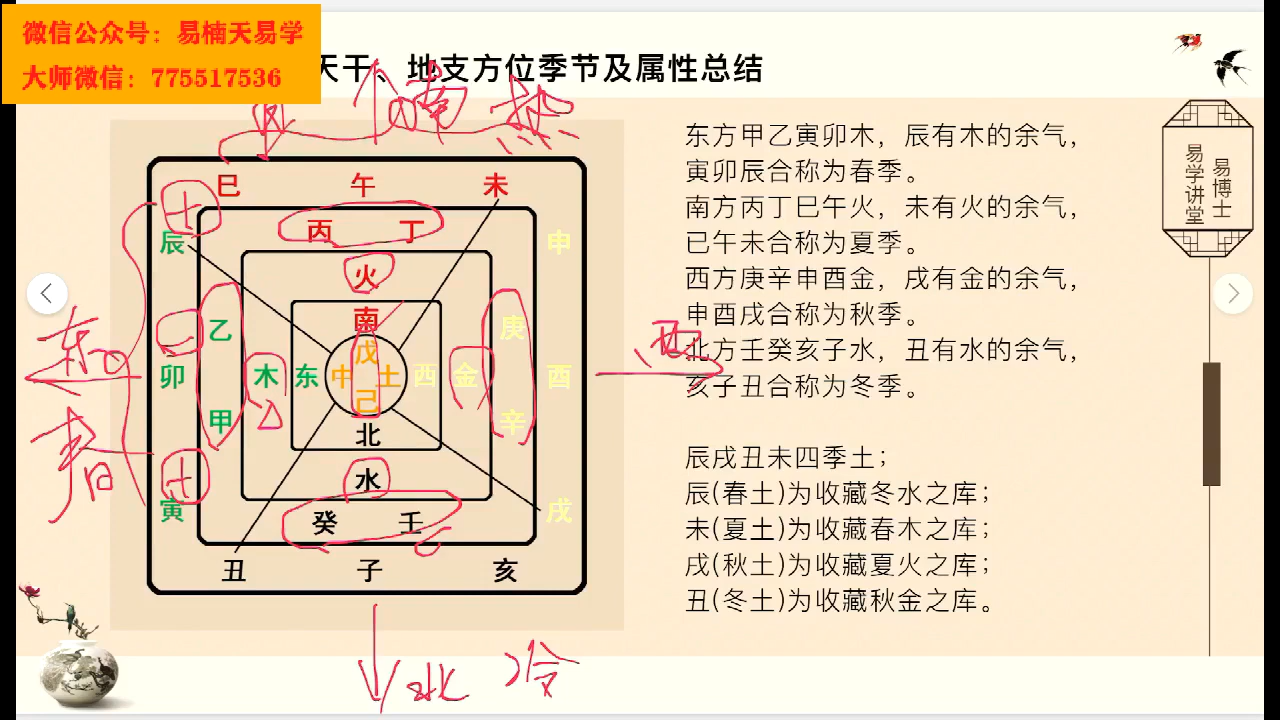 微信公众号：易楠天易学
大师微信：775517536
天干、地支方位季节及属性总结
南 热
巳 午 未
丙 丁
火
南
辰 申
乙 庚
戊
卯 木 东 中 土 西 金 酉
己
甲 辛
北
水
寅 戌
癸 壬
丑 子 亥
东
春
西
北 冷
东方甲乙寅卯木，辰有木的余气，
寅卯辰合称为春季。
南方丙丁巳午火，未有火的余气，
巳午未合称为夏季。
西方庚辛申酉金，戌有金的余气，
申酉戌合称为秋季。
北方壬癸亥子水，丑有水的余气，
亥子丑合称为冬季。
辰戌丑未四季土；
辰(春土)为收藏冬水之库；
未(夏土)为收藏春木之库；
戌(秋土)为收藏夏火之库；
丑(冬土)为收藏秋金之库。
易博士
易学讲堂